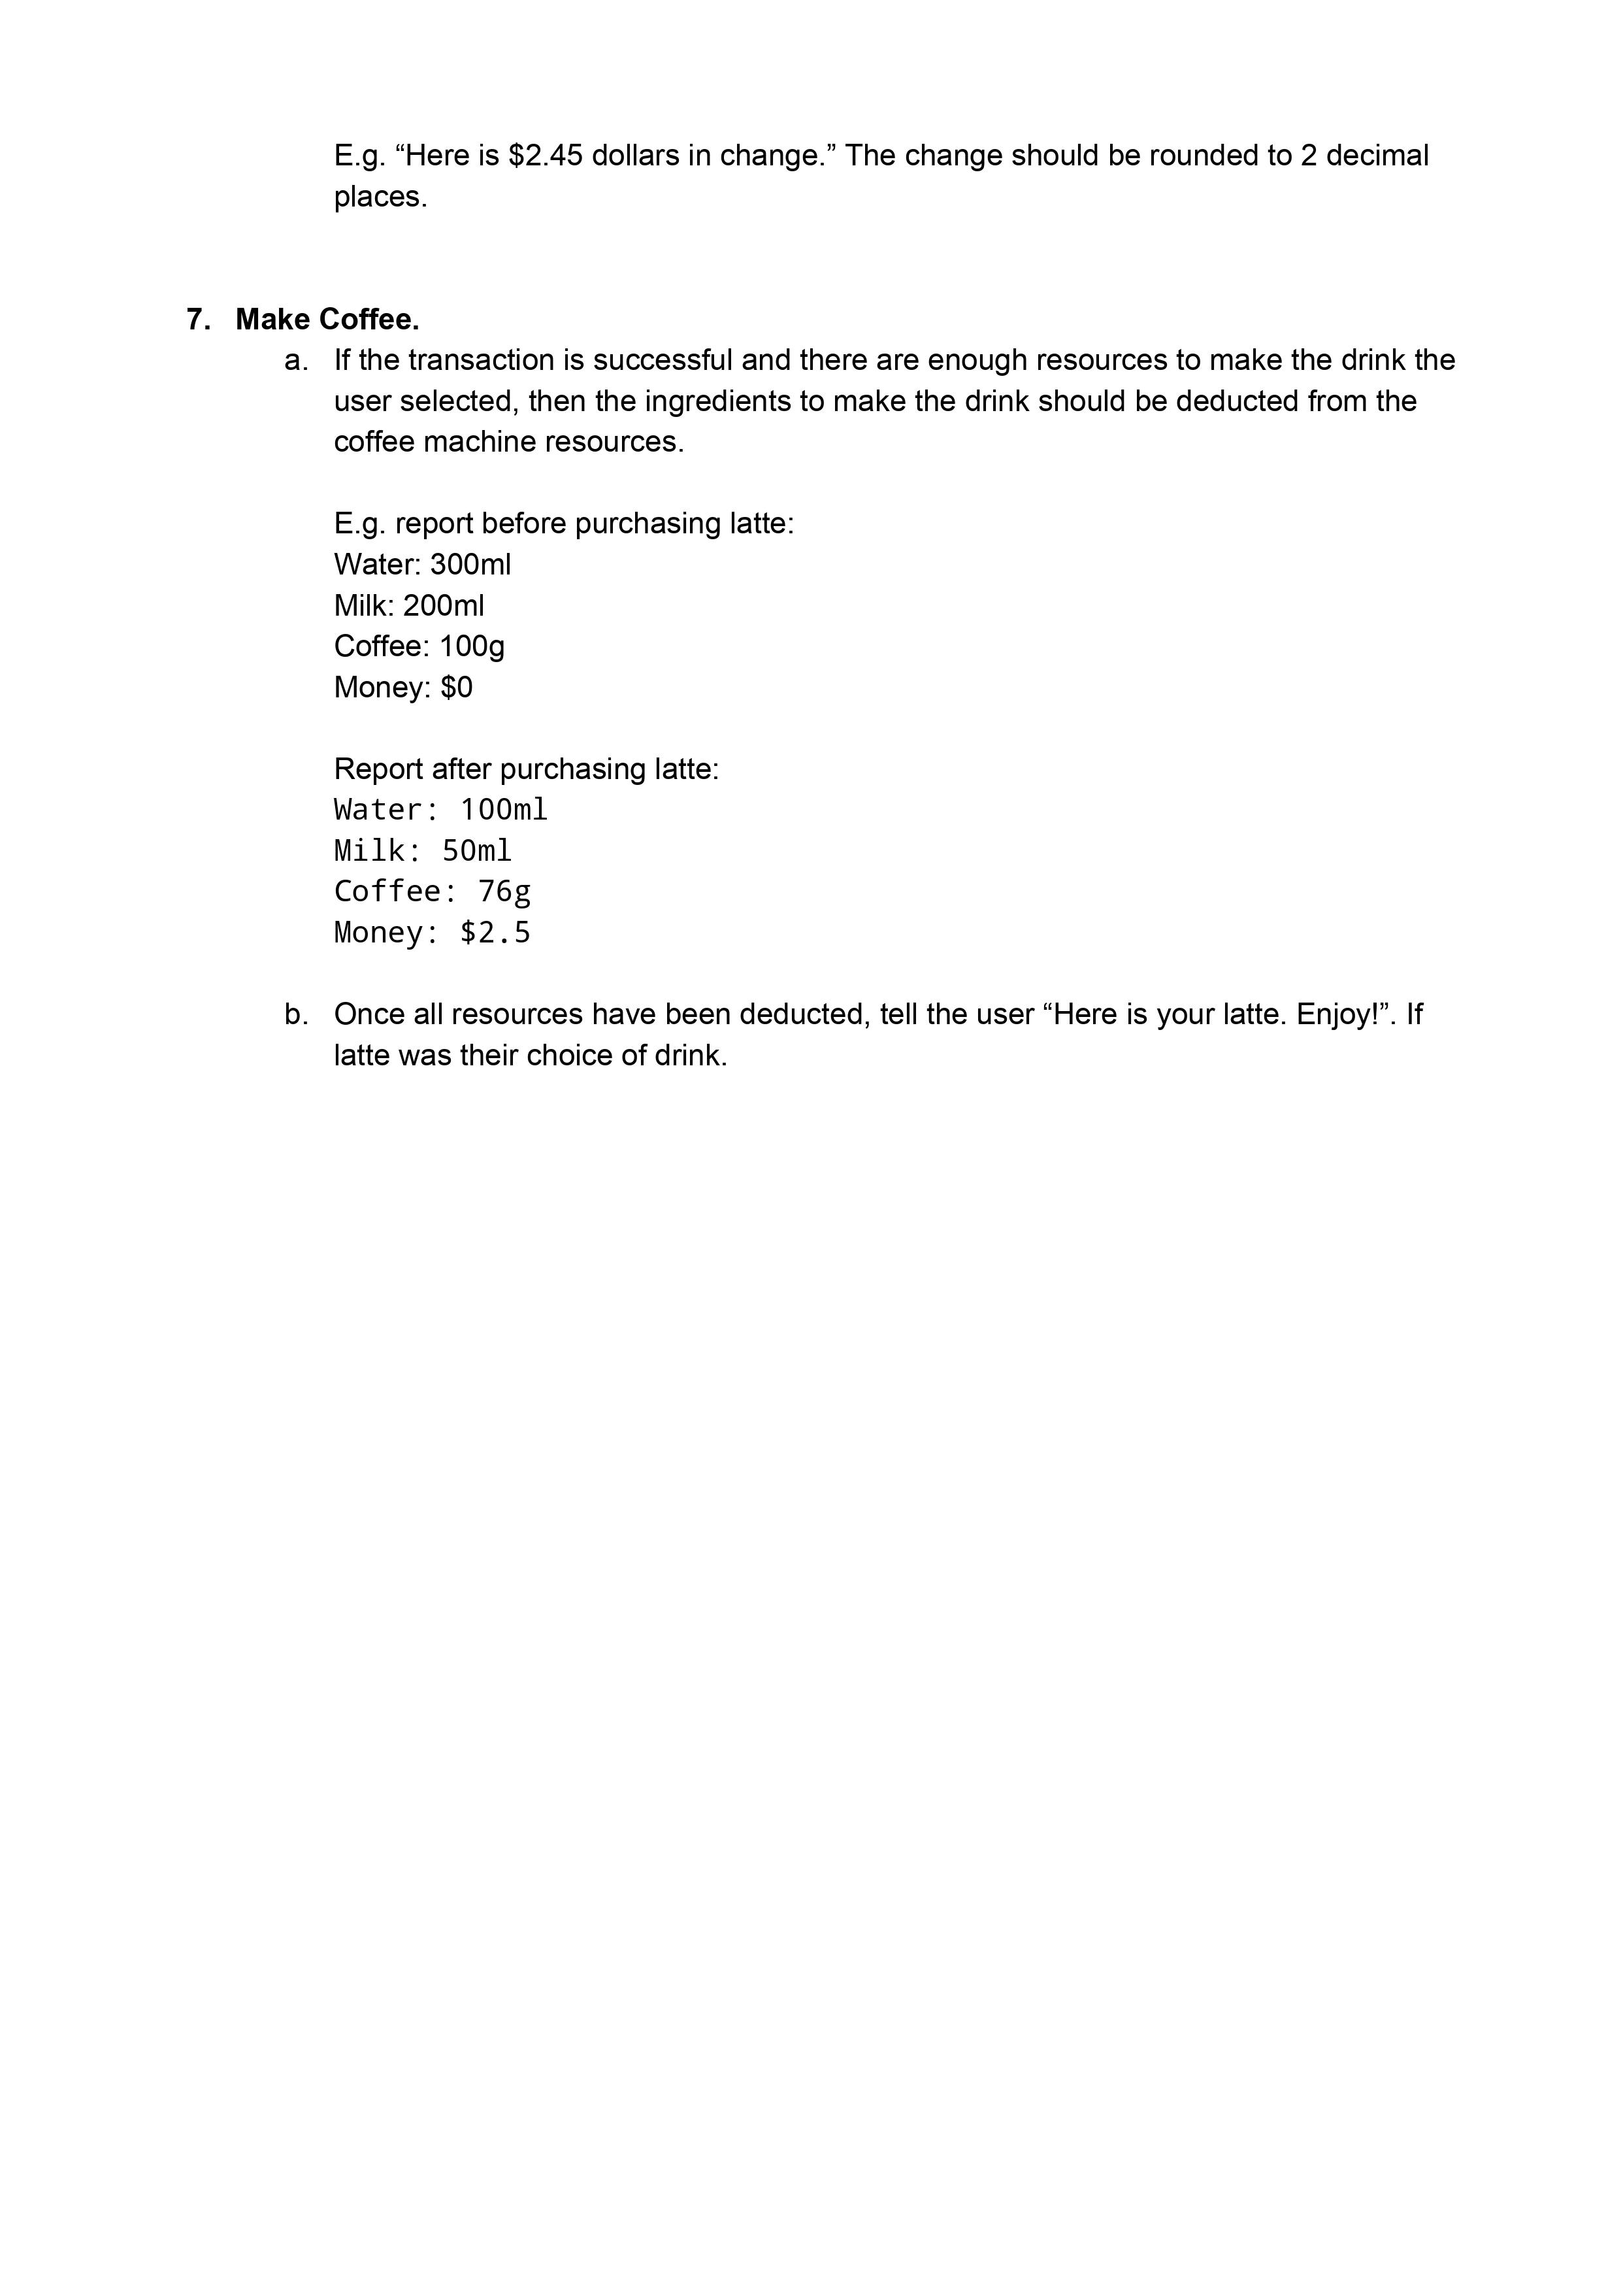 E.g. “Here is $2.45 dollars in change.” The change should be rounded to 2 decimal
places.
7. Make Coffee.
a. If the transaction is successful and there are enough resources to make the drink the
user selected, then the ingredients to make the drink should be deducted from the
coffee machine resources.
E.g. report before purchasing latte:
Water: 300ml
Milk: 200ml
Coffee: 100g
Money: $0
Report after purchasing latte:
Water: 100ml
Milk: 50ml
Coffee: 76g
Money: $2.5
b. Once all resources have been deducted, tell the user “Here is your latte. Enjoy!”. If
latte was their choice of drink.